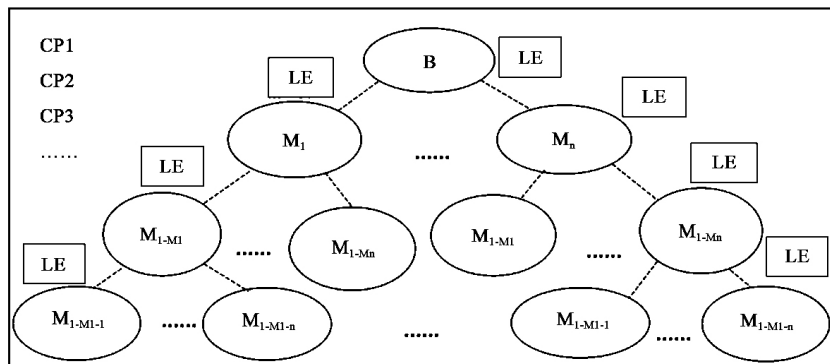 CP1
CP2
CP3
......
B
LE
LE
LE
M1
......
Mn
LE
LE
M1-M1
......
M1-Mn
M1-M1
......
M1-Mn
LE
LE
M1-M1-1
......
M1-M1-n
......
M1-M1-1
......
M1-M1-n